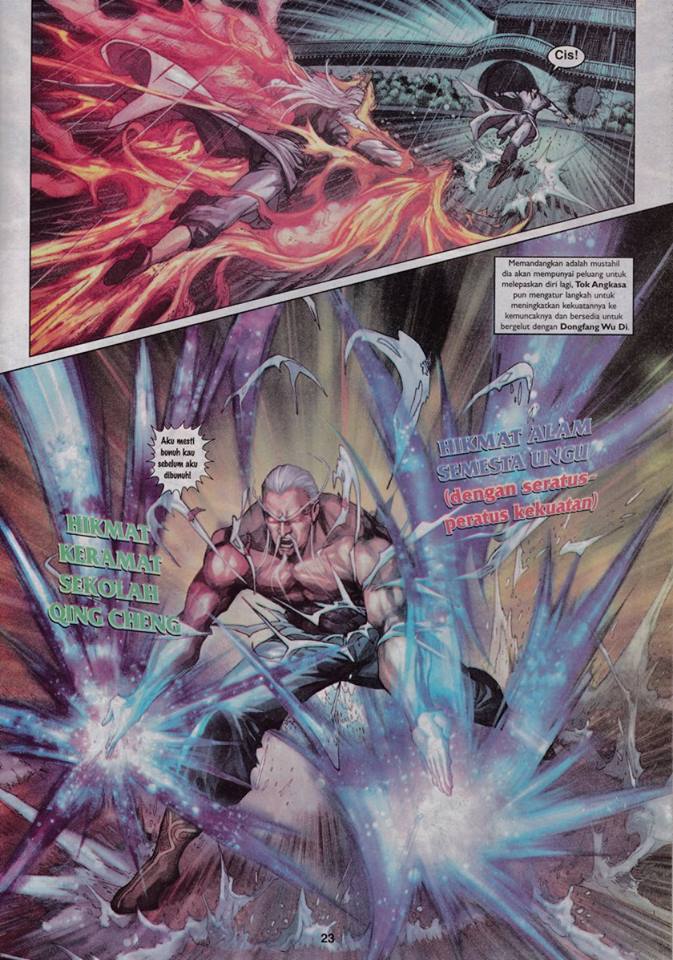 Cis!
Memandangkan adalah mustahil
dia akan mempunyai peluang untuk
melepaskan diri lagi, Tok Angkasa
pun mengatur langkah untuk
meningkatkan kekuatannya ke
kemuncaknya dan bersedia untuk
bergelut dengan Dongfang Wu Di.
Aku mesti
bunuh kau
sebelum aku
dibunuh!
HIKMAT ALAM
SEMESTA UNGU
(dengan seratus-
peratus kekuatan)
HIKMAT
KERAMAT
SEKOLAH
QING CHENG
23